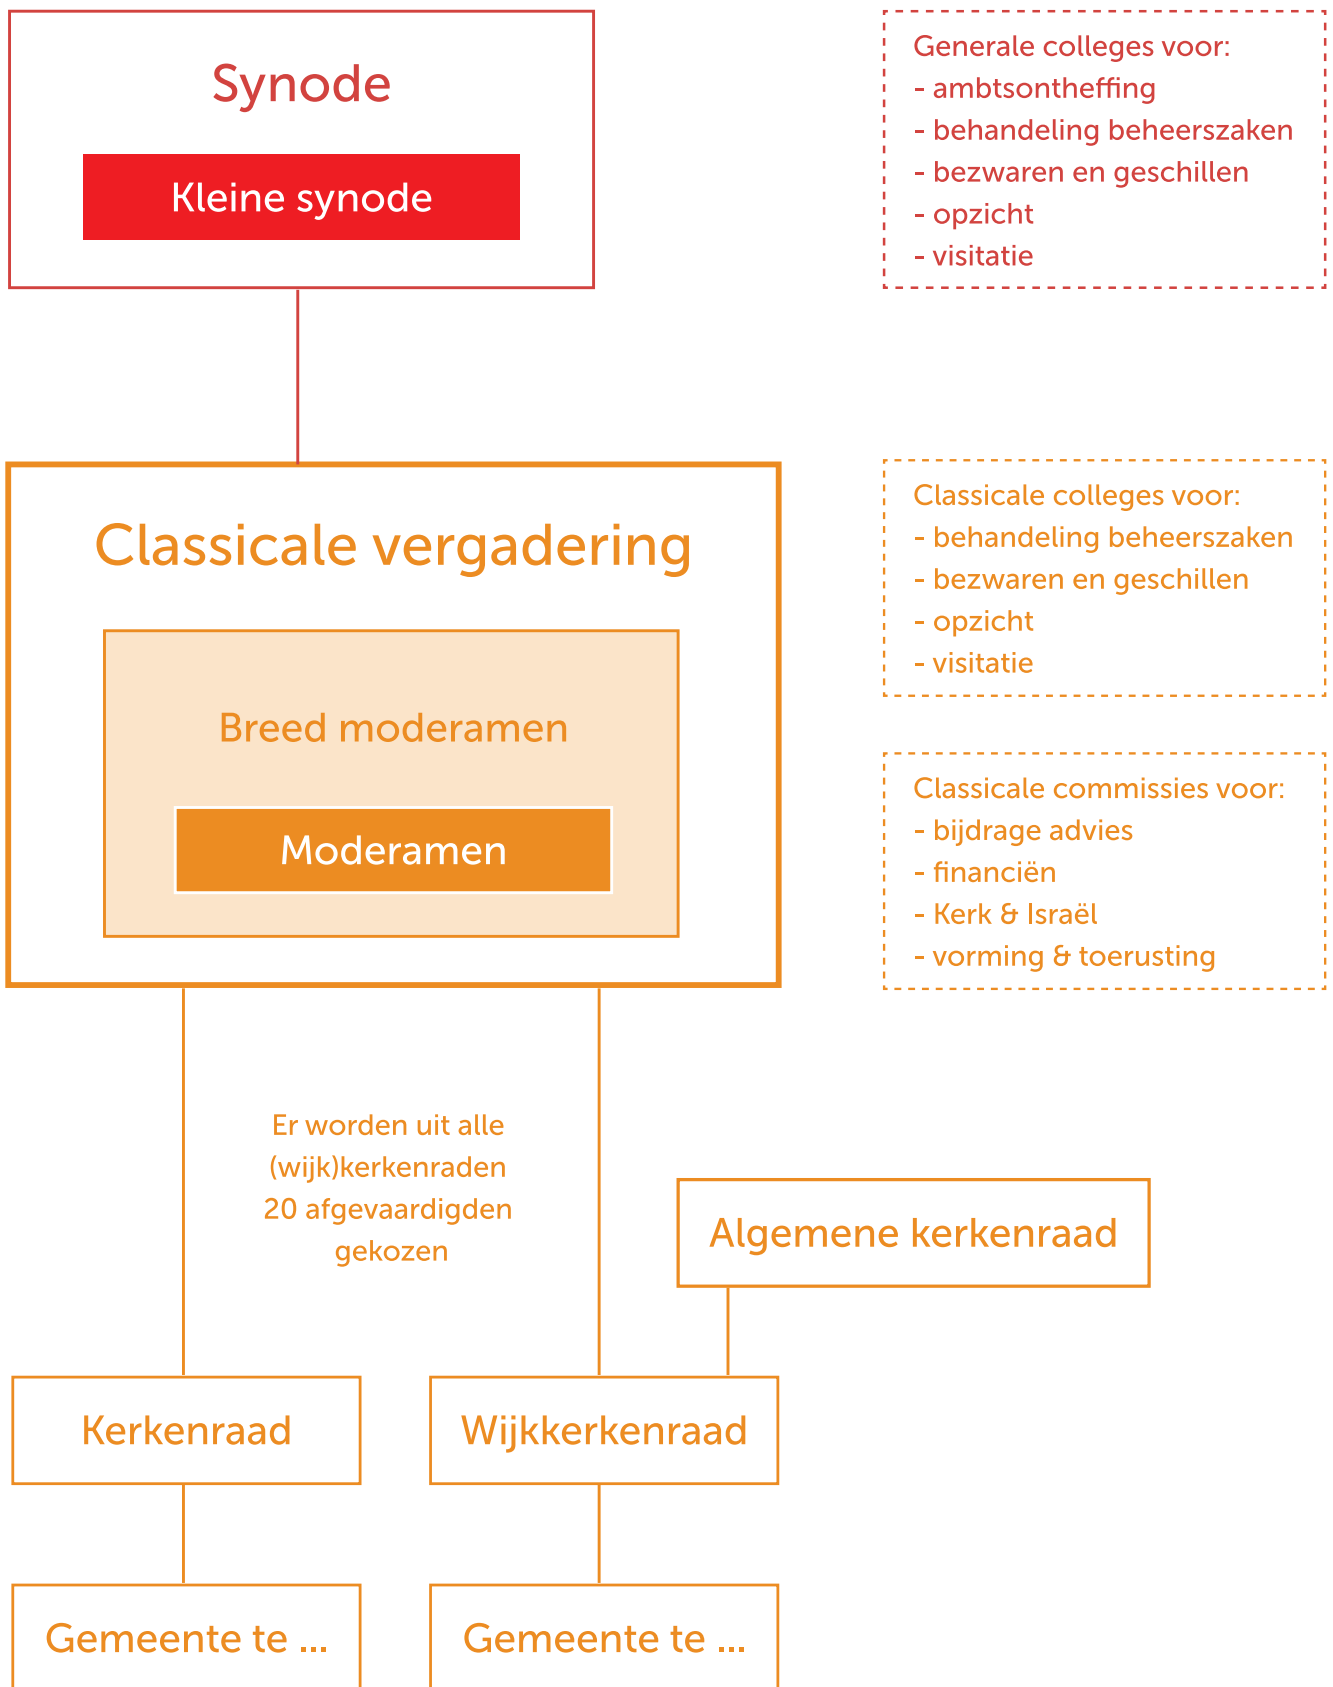 Synode
Kleine synode
Generale colleges voor:
- ambtsontheffing
- behandeling beheerszaken
- bezwaren en geschillen
- opzicht
- visitatie
Classicale vergadering
Breed moderamen
Moderamen
Classicale colleges voor:
- behandeling beheerszaken
- bezwaren en geschillen
- opzicht
- visitatie
Classicale commissies voor:
- bijdrage advies
- financiën
- Kerk & Israël
- vorming & toerusting
Er worden uit alle
(wijk)kerkenraden
20 afgevaardigden
gekozen
Algemene kerkenraad
Kerkenraad
Wijkkerkenraad
Gemeente te ...
Gemeente te ...